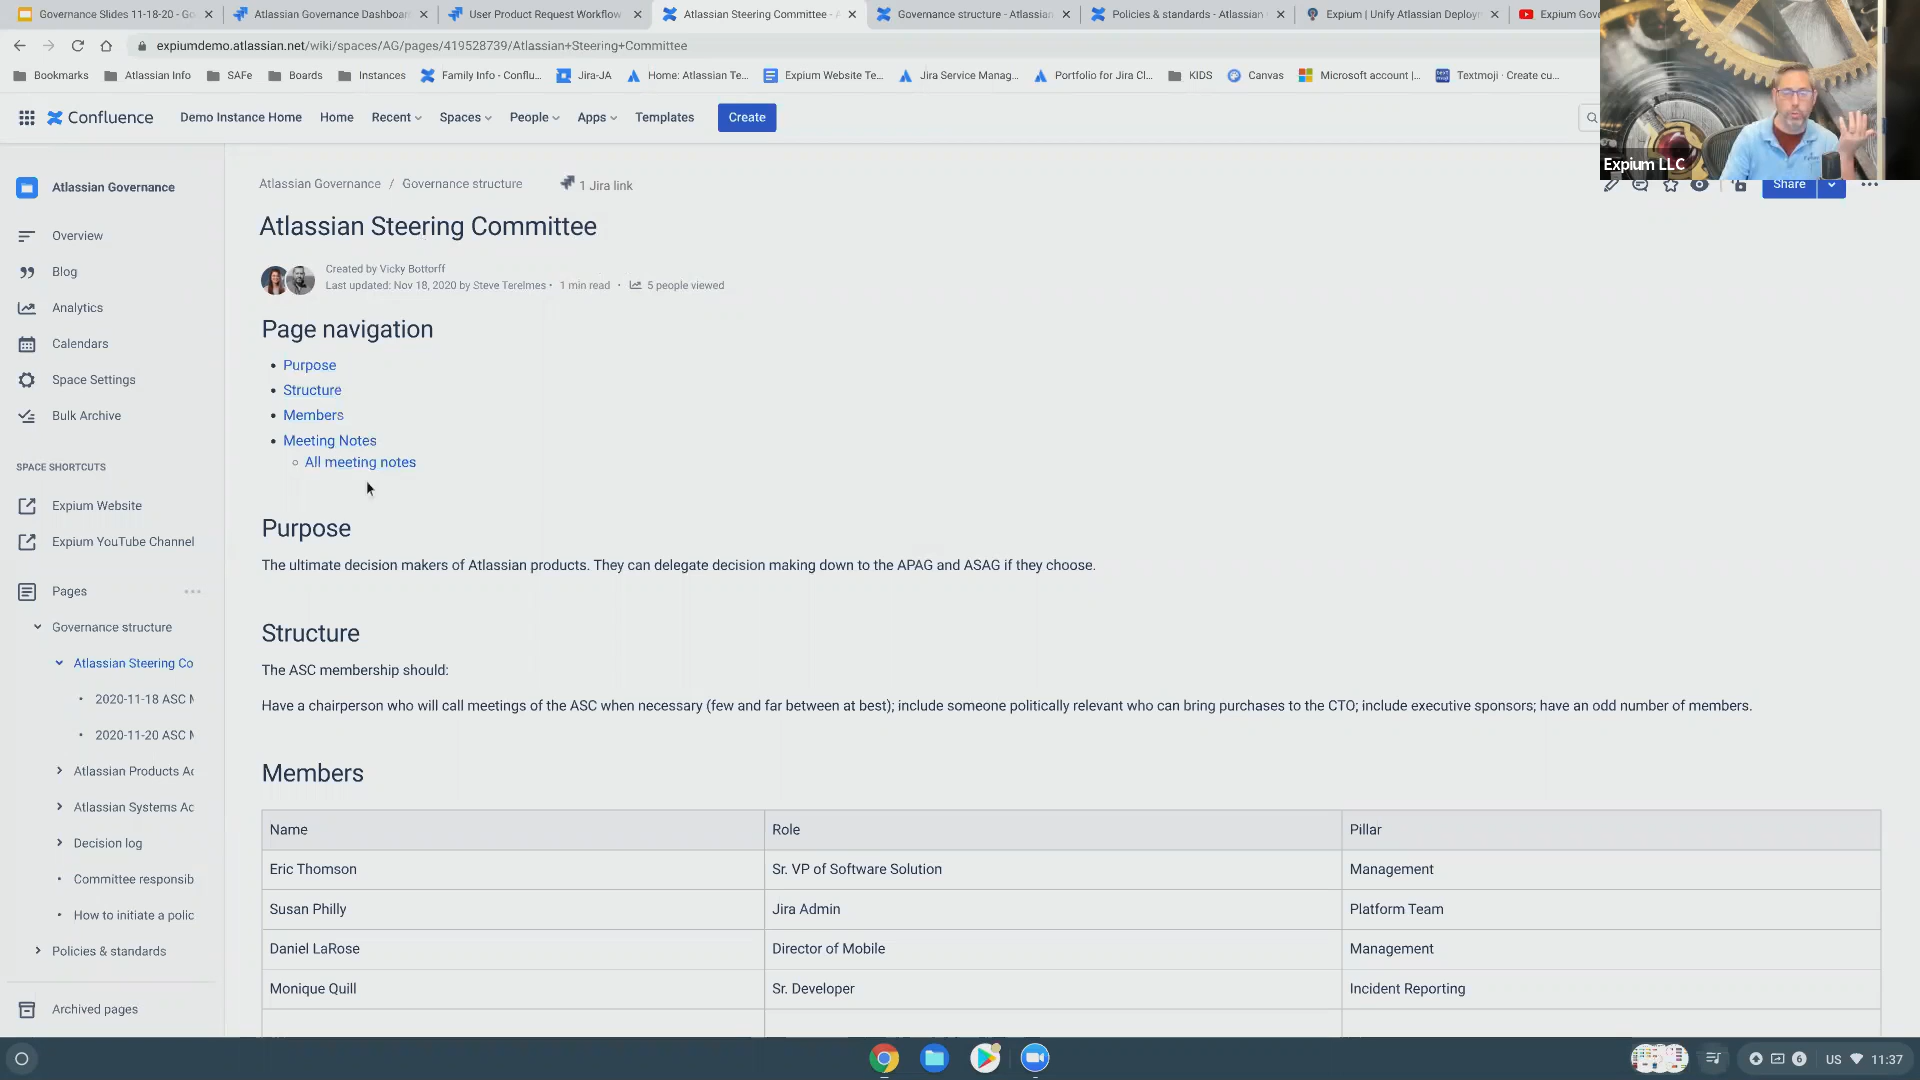 Governance Slides 11-18-20 - Go
Atlassian Governance Dashboard
User Product Request Workflow
Atlassian Steering Committee -
Governance structure - Atlassian
Policies & standards - Atlassian
Expium | Unify Atlassian Deploy
Expium Gov
expiumdemo.atlassian.net/wiki/spaces/AG/pages/419528739/Atlassian+Steering+Committee
Bookmarks
Atlassian Info
SAFe
Boards
Instances
Family Info - Conflu...
Jira-JA
Home: Atlassian Te...
Expium Website Te...
Jira Service Manag...
Portfolio for Jira Cl...
KIDS
Canvas
Microsoft account |...
Textmoji · Create cu...
Confluence
Demo Instance Home
Home
Recent
Spaces
People
Apps
Templates
Create
Expium LLC
Share
Atlassian Governance
Overview
Blog
Analytics
Calendars
Space Settings
Bulk Archive
SPACE SHORTCUTS
Expium Website
Expium YouTube Channel
Pages
Governance structure
Atlassian Steering Co
2020-11-18 ASC M
2020-11-20 ASC M
Atlassian Products Ac
Atlassian Systems Ac
Decision log
Committee responsib
How to initiate a polic
Policies & standards
Archived pages
Atlassian Governance / Governance structure
1 Jira link
Atlassian Steering Committee
Created by Vicky Bottorff
Last updated: Nov 18, 2020 by Steve Terelmes • 1 min read • 5 people viewed
Page navigation
• Purpose
• Structure
• Members
• Meeting Notes
All meeting notes
Purpose
The ultimate decision makers of Atlassian products. They can delegate decision making down to the APAG and ASAG if they choose.
Structure
The ASC membership should:
Have a chairperson who will call meetings of the ASC when necessary (few and far between at best); include someone politically relevant who can bring purchases to the CTO; include executive sponsors; have an odd number of members.
Members
Name Role Pillar
Eric Thomson Sr. VP of Software Solution Management
Susan Philly Jira Admin Platform Team
Daniel LaRose Director of Mobile Management
Monique Quill Sr. Developer Incident Reporting
6
US
11:37